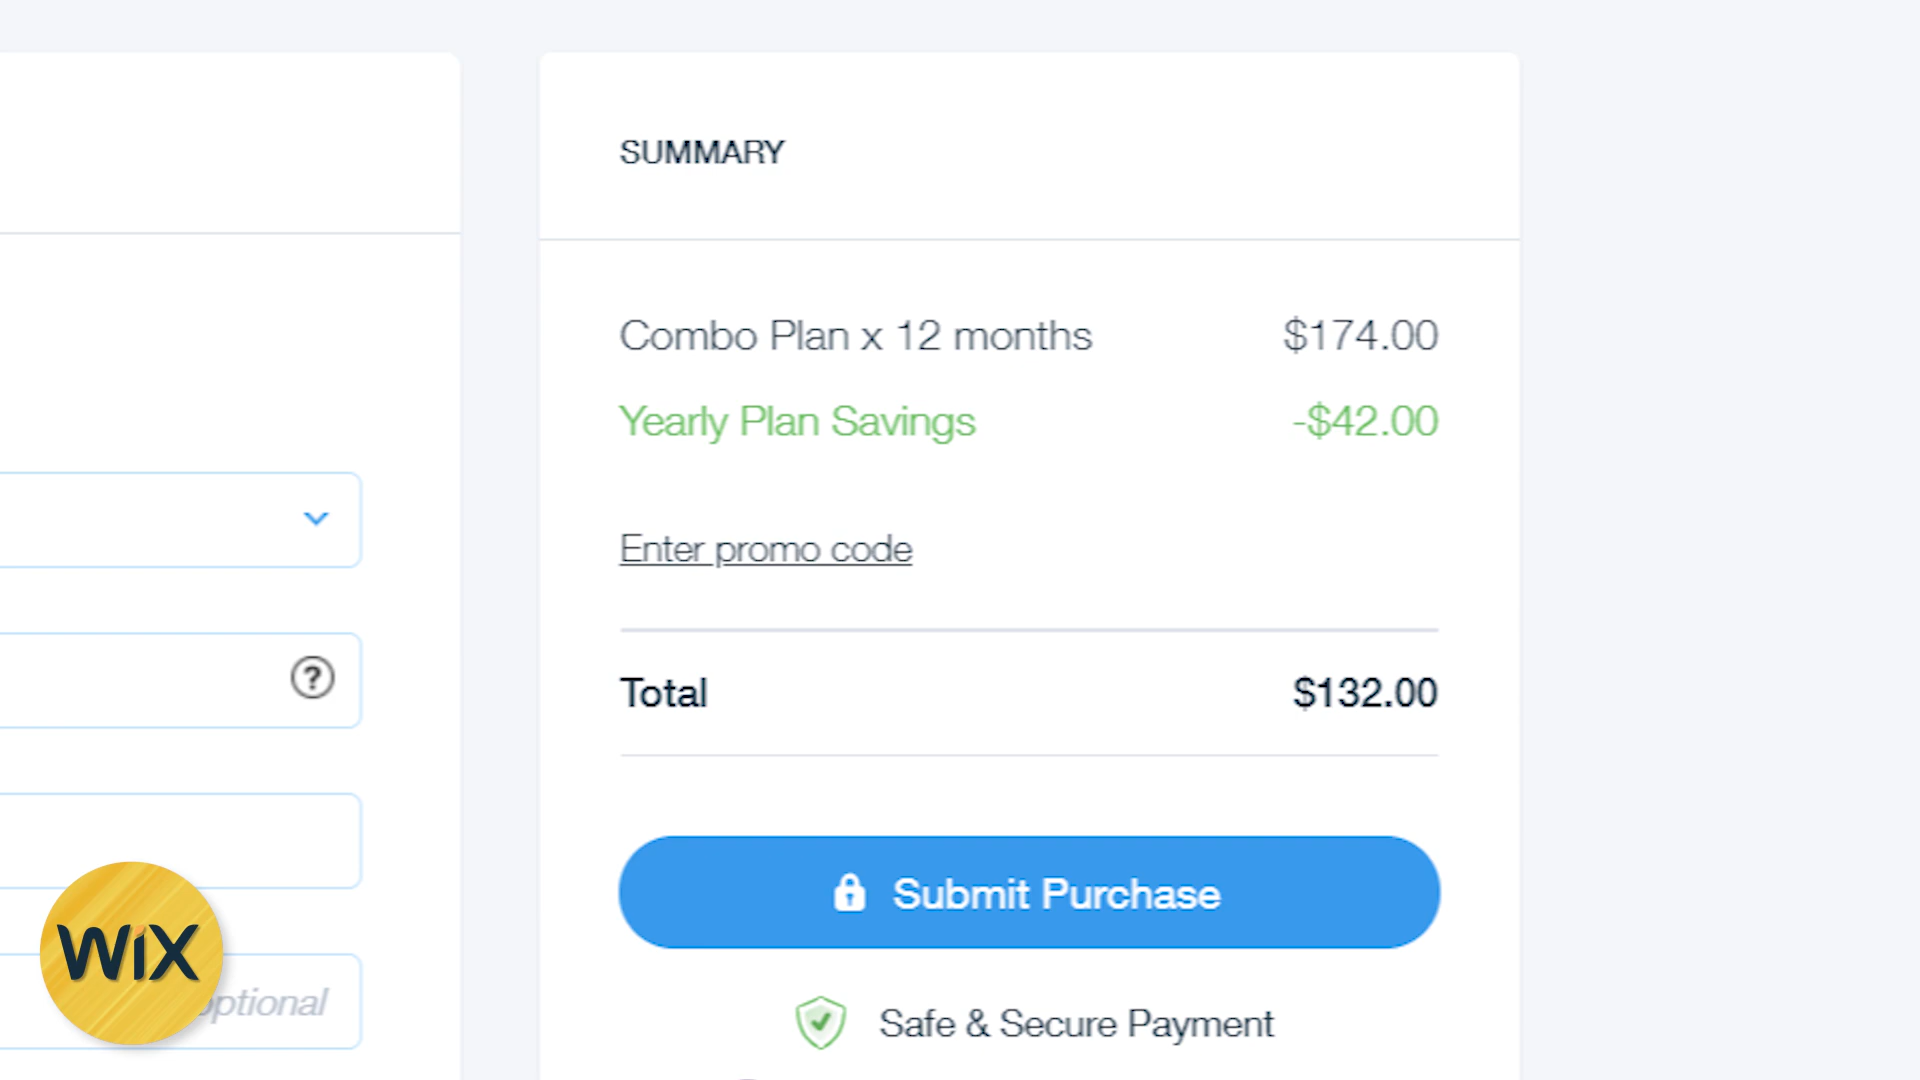 SUMMARY
Combo Plan x 12 months $174.00
Yearly Plan Savings -$42.00
Enter promo code
Total $132.00
Submit Purchase
Safe & Secure Payment
WiX
optional